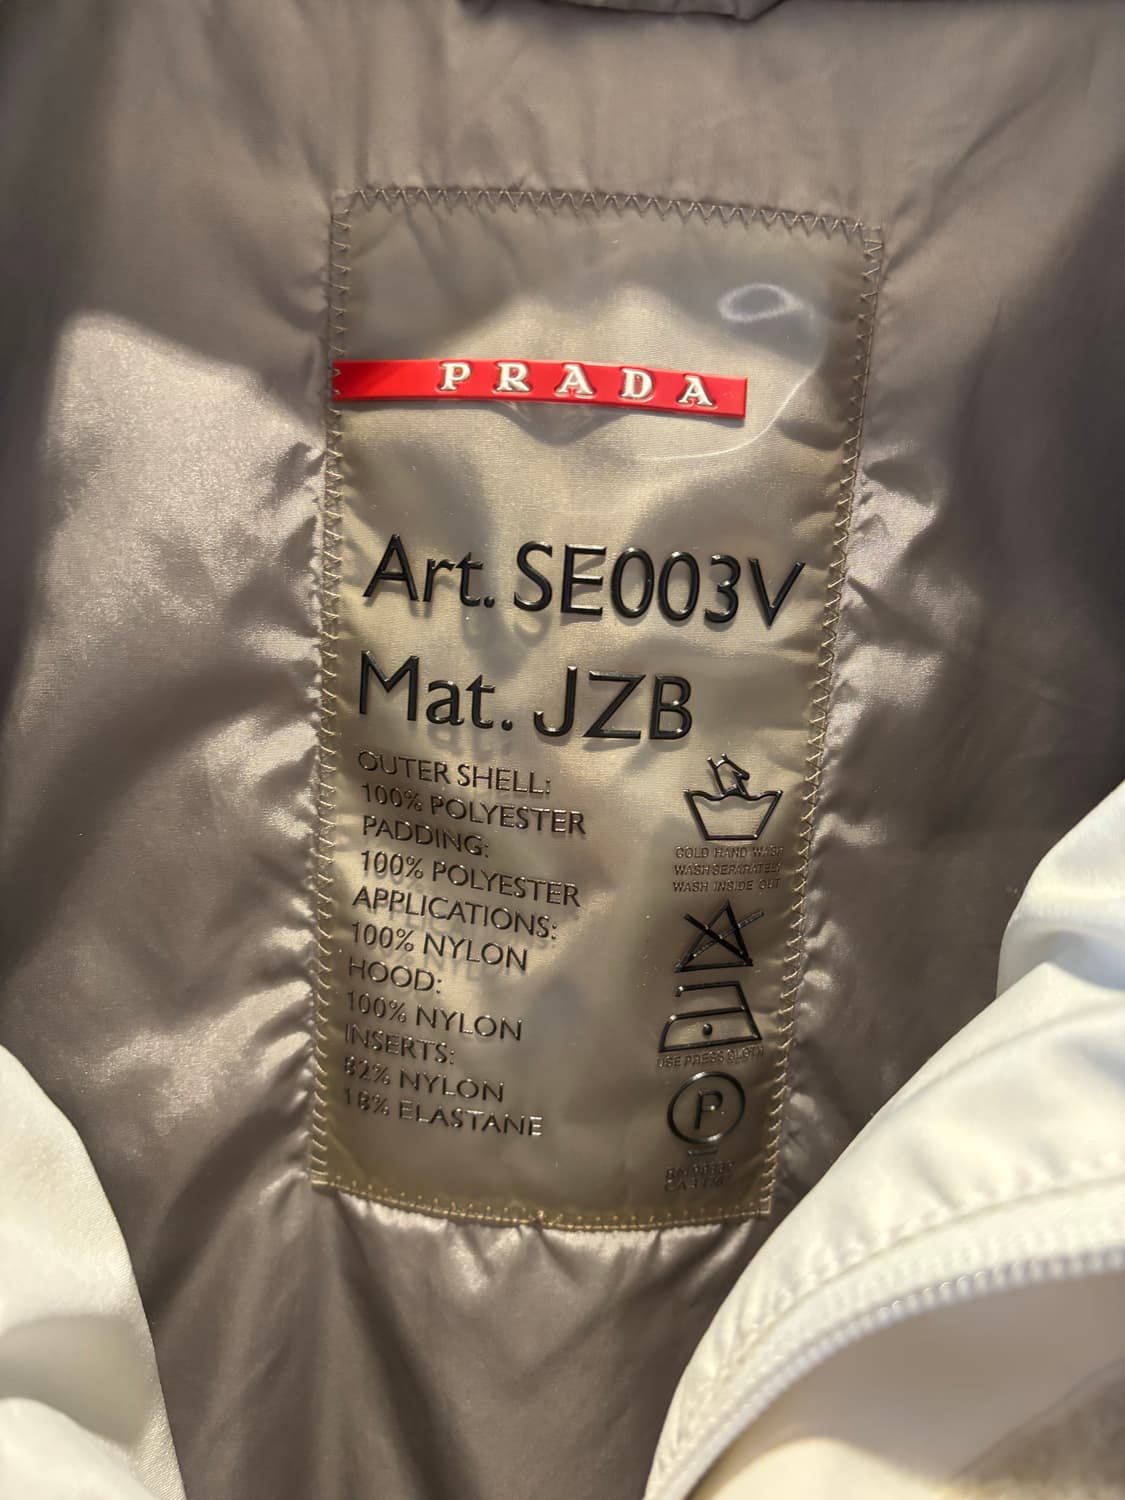 PRADA
Art. SE003V
Mat. JZB
OUTER SHELL:
100% POLYESTER
PADDING:
100% POLYESTER
APPLICATIONS:
100% NYLON
HOOD:
100% NYLON
INSERTS:
82% NYLON
18% ELASTANE
COLD HAND WASH
WASH SEPARATELY
WASH INSIDE OUT
USE PRESS CLOTH
P